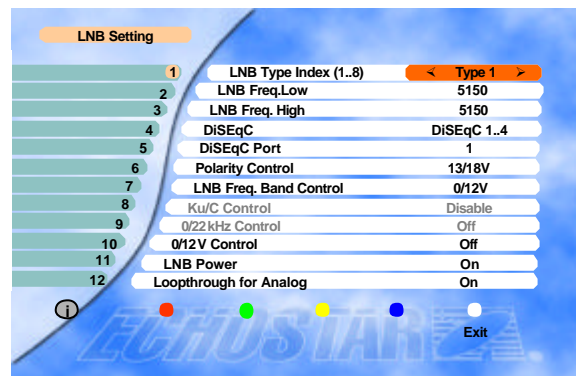 LNB Setting
1 LNB Type Index (1..8) Type 1
2 LNB Freq.Low 5150
3 LNB Freq. High 5150
4 DiSEqC DiSEqC 1..4
5 DiSEqC Port 1
6 Polarity Control 13/18V
7 LNB Freq. Band Control 0/12V
8 Ku/C Control Disable
9 0/22 kHz Control Off
10 0/12 V Control Off
11 LNB Power On
12 Loopthrough for Analog On
i
Exit
ECHOSTAR